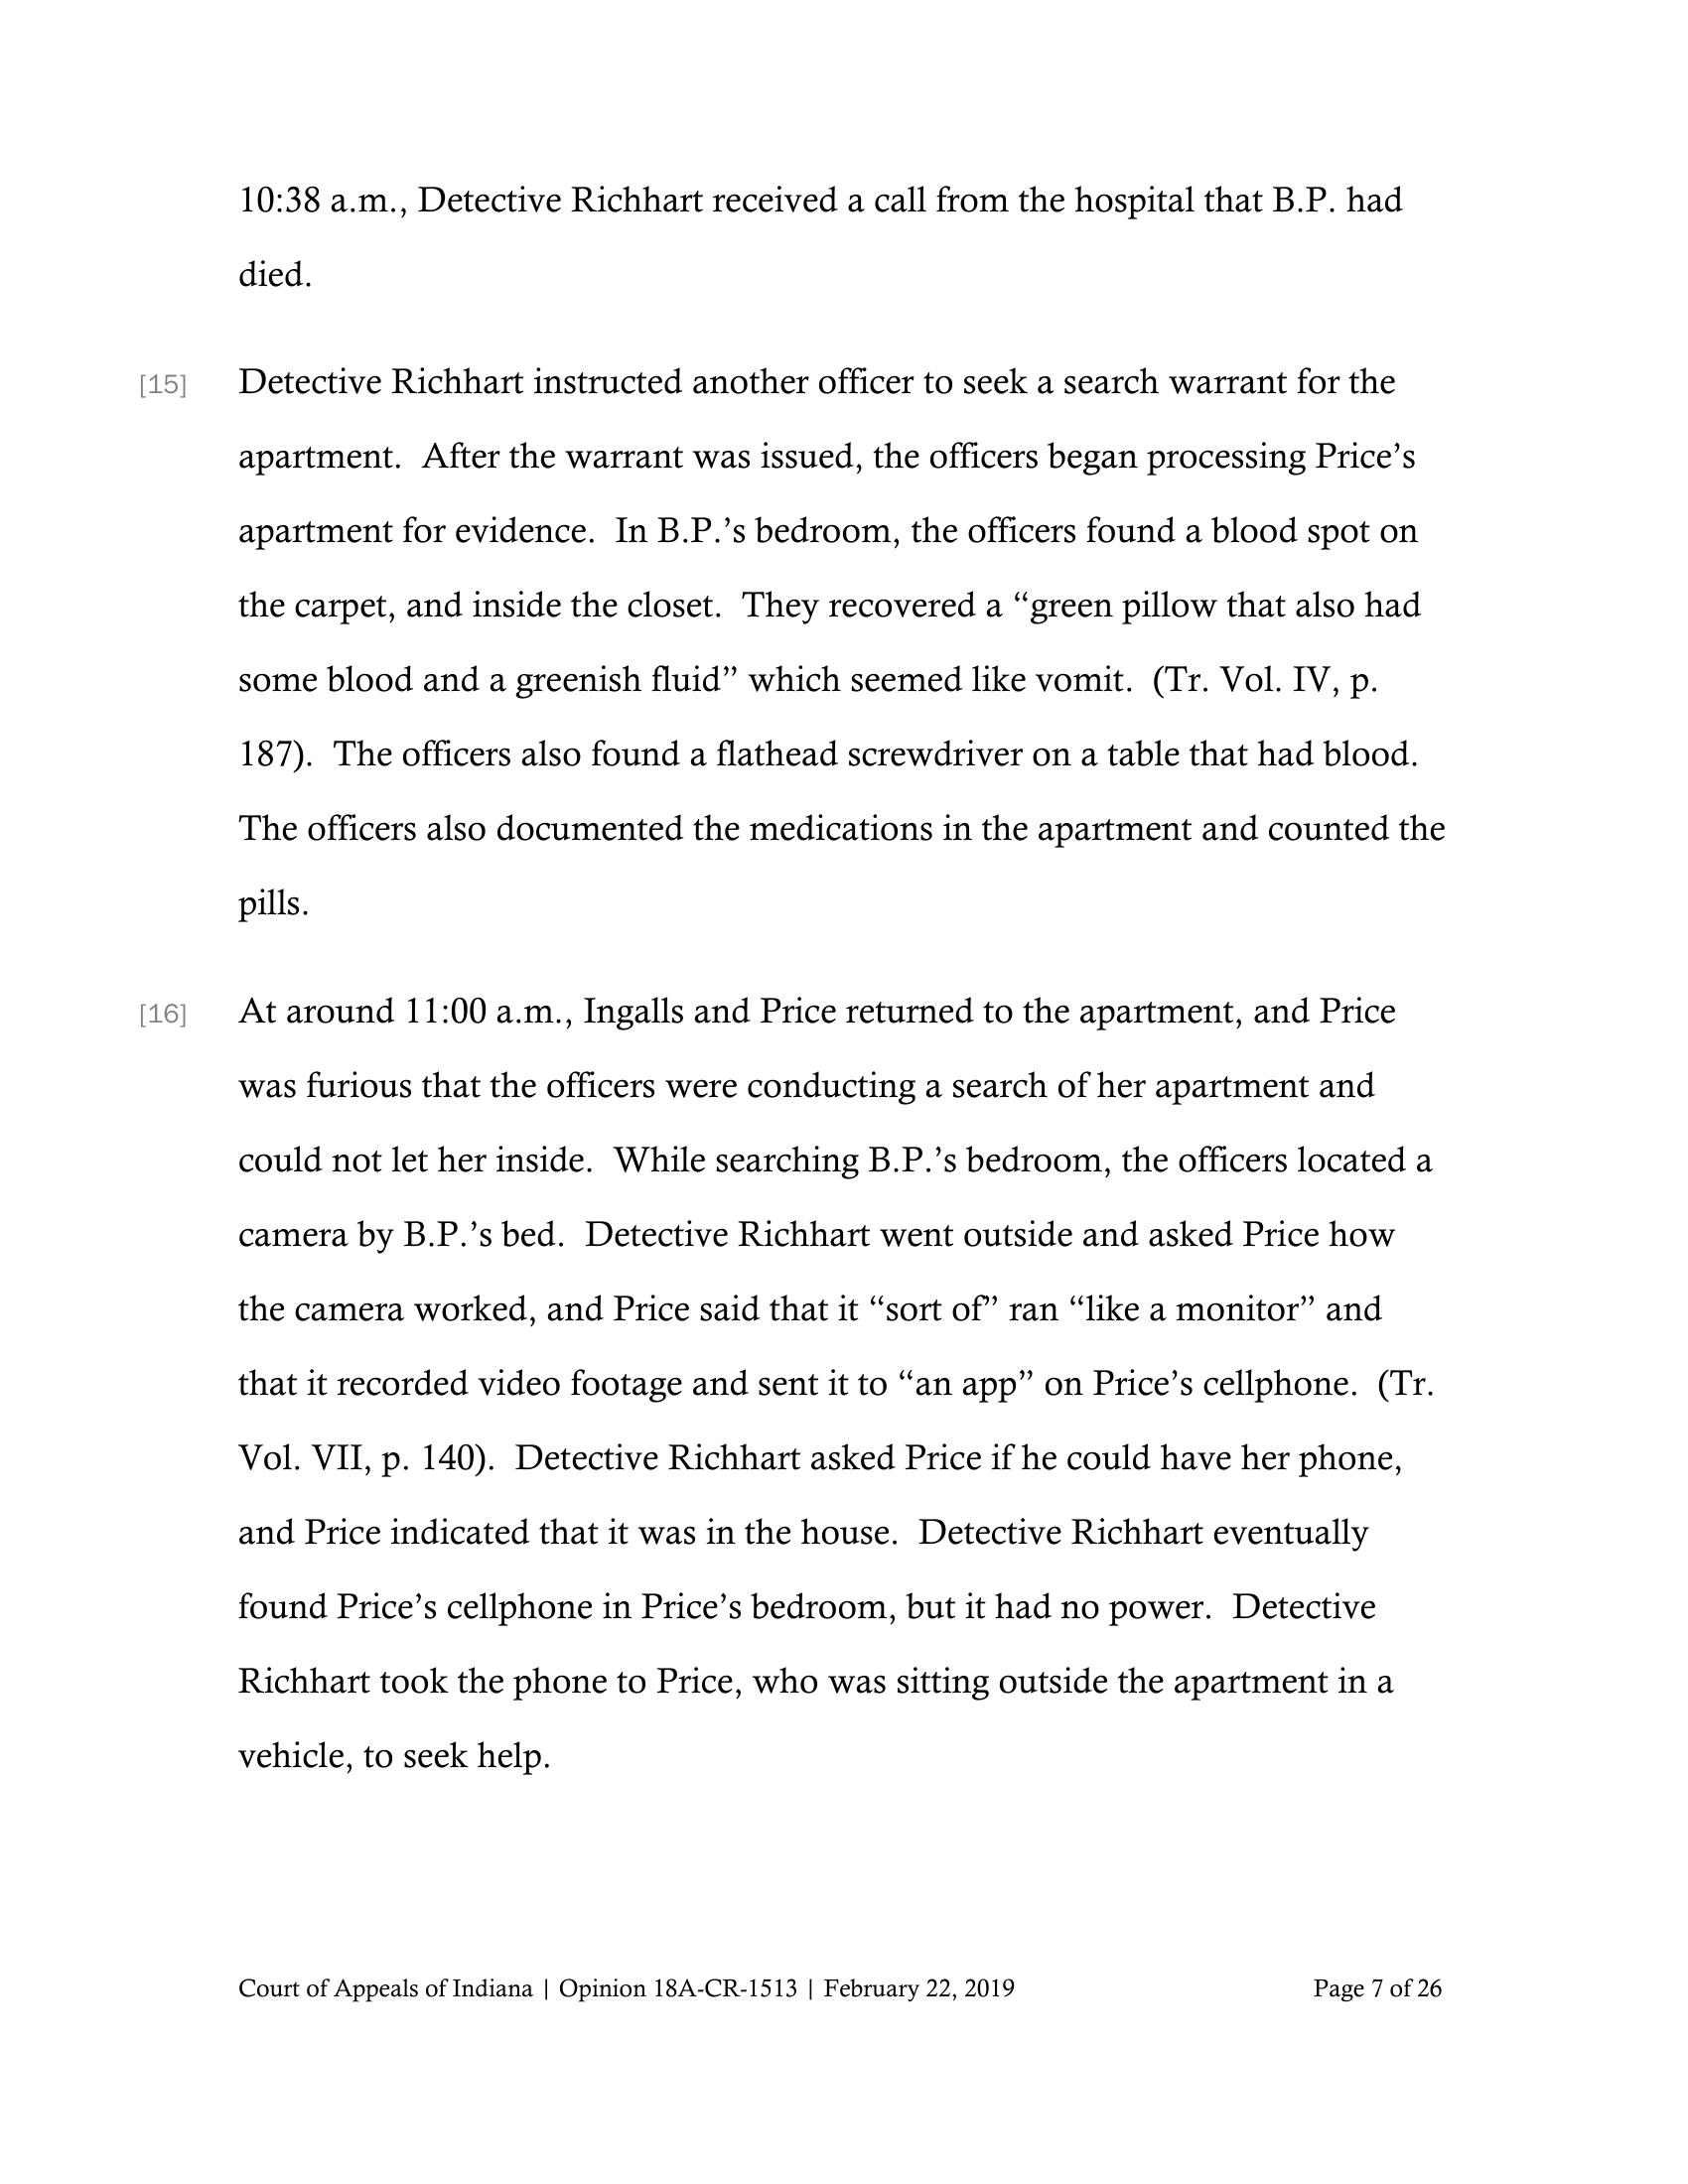 10:38 a.m., Detective Richhart received a call from the hospital that B.P. had
died.
[15] Detective Richhart instructed another officer to seek a search warrant for the
apartment.  After the warrant was issued, the officers began processing Price’s
apartment for evidence.  In B.P.’s bedroom, the officers found a blood spot on
the carpet, and inside the closet.  They recovered a “green pillow that also had
some blood and a greenish fluid” which seemed like vomit.  (Tr. Vol. IV, p.
187).  The officers also found a flathead screwdriver on a table that had blood.
The officers also documented the medications in the apartment and counted the
pills.
[16] At around 11:00 a.m., Ingalls and Price returned to the apartment, and Price
was furious that the officers were conducting a search of her apartment and
could not let her inside.  While searching B.P.’s bedroom, the officers located a
camera by B.P.’s bed.  Detective Richhart went outside and asked Price how
the camera worked, and Price said that it “sort of” ran “like a monitor” and
that it recorded video footage and sent it to “an app” on Price’s cellphone.  (Tr.
Vol. VII, p. 140).  Detective Richhart asked Price if he could have her phone,
and Price indicated that it was in the house.  Detective Richhart eventually
found Price’s cellphone in Price’s bedroom, but it had no power.  Detective
Richhart took the phone to Price, who was sitting outside the apartment in a
vehicle, to seek help.
Court of Appeals of Indiana | Opinion 18A-CR-1513 | February 22, 2019 Page 7 of 26